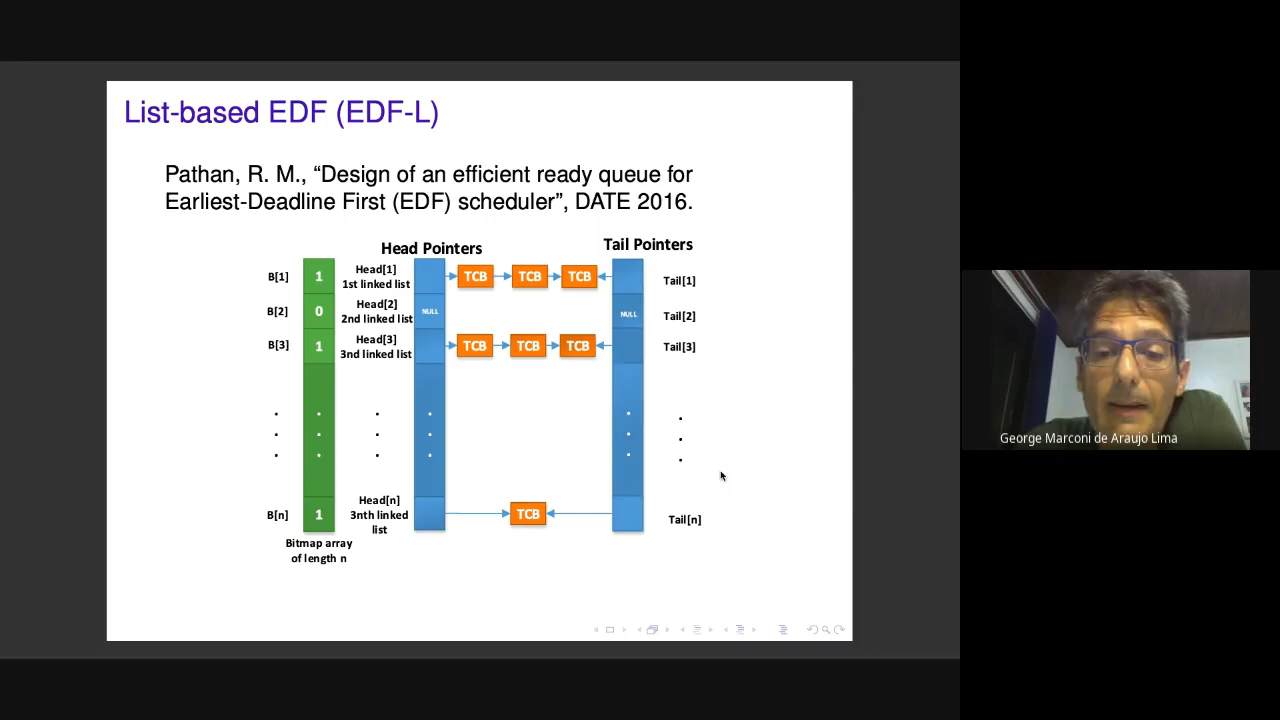 List-based EDF (EDF-L)
Pathan, R. M., “Design of an efficient ready queue for
Earliest-Deadline First (EDF) scheduler”, DATE 2016.
Head Pointers
Tail Pointers
B[1]
1
Head[1]
1st linked list
TCB
TCB
TCB
Tail[1]
B[2]
0
Head[2]
2nd linked list
NULL
NULL
Tail[2]
B[3]
1
Head[3]
3nd linked list
TCB
TCB
TCB
Tail[3]
B[n]
1
Head[n]
3nth linked
list
TCB
Tail[n]
Bitmap array
of length n
George Marconi de Araujo Lima